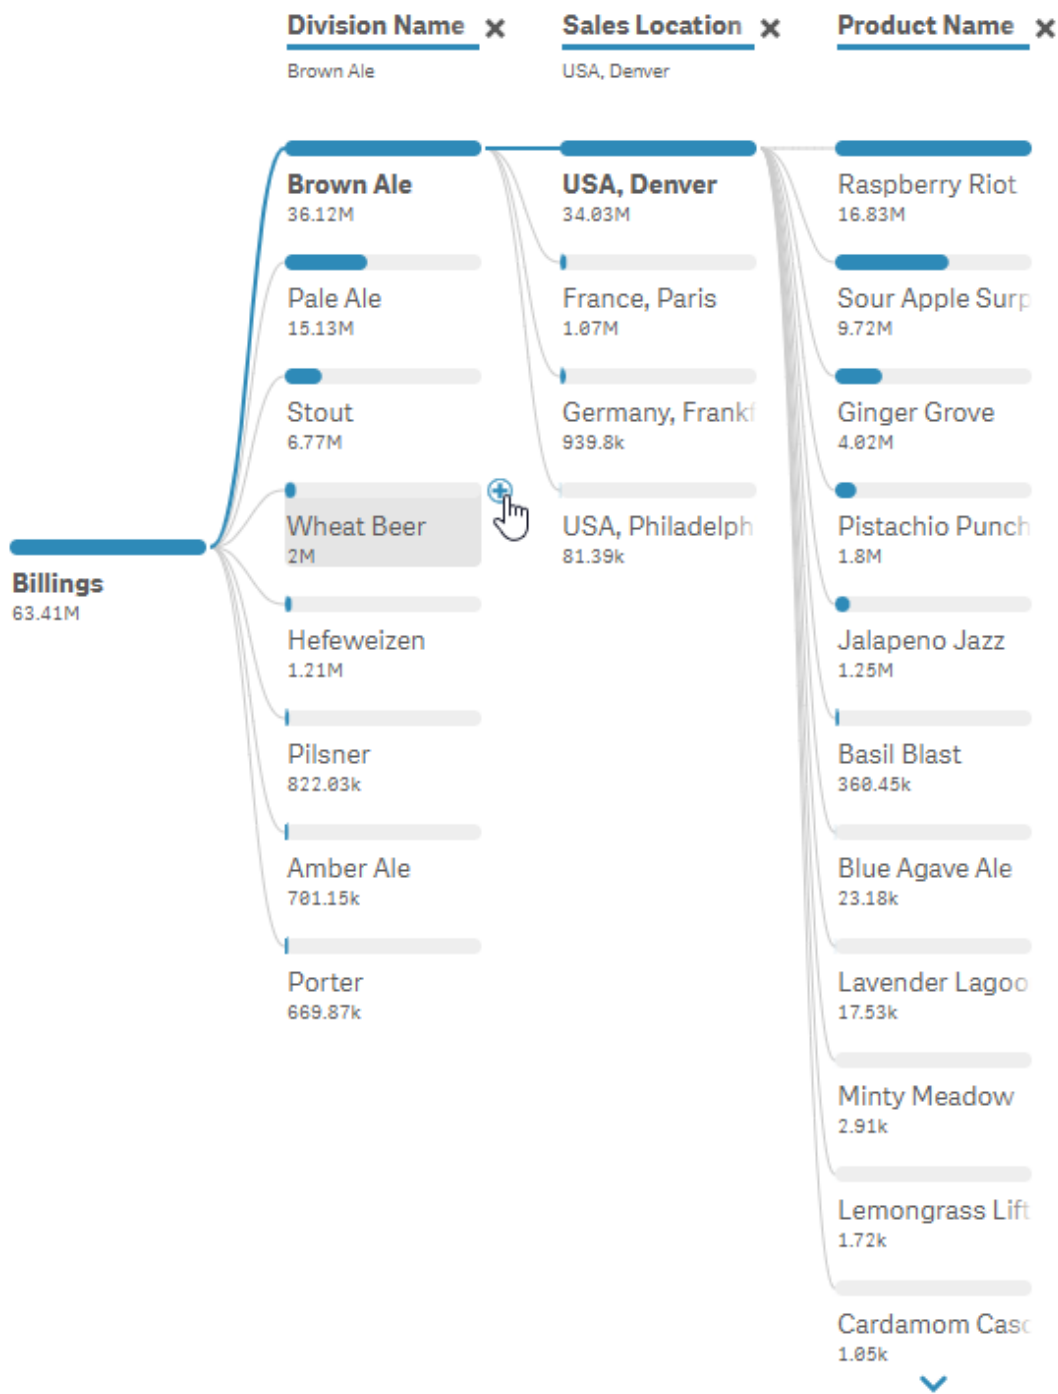 Division Name
Sales Location
Product Name
Brown Ale
USA, Denver
Billings
63.41M
Brown Ale
36.12M
Pale Ale
15.13M
Stout
6.77M
Wheat Beer
2M
Hefeweizen
1.21M
Pilsner
822.03k
Amber Ale
701.15k
Porter
669.87k
USA, Denver
34.03M
France, Paris
1.07M
Germany, Frankf
939.8k
USA, Philadelph
81.39k
Raspberry Riot
16.83M
Sour Apple Surp
9.72M
Ginger Grove
4.02M
Pistachio Punch
1.8M
Jalapeno Jazz
1.25M
Basil Blast
360.45k
Blue Agave Ale
23.18k
Lavender Lagoo
17.53k
Minty Meadow
2.91k
Lemongrass Lift
1.72k
Cardamom Casc
1.05k